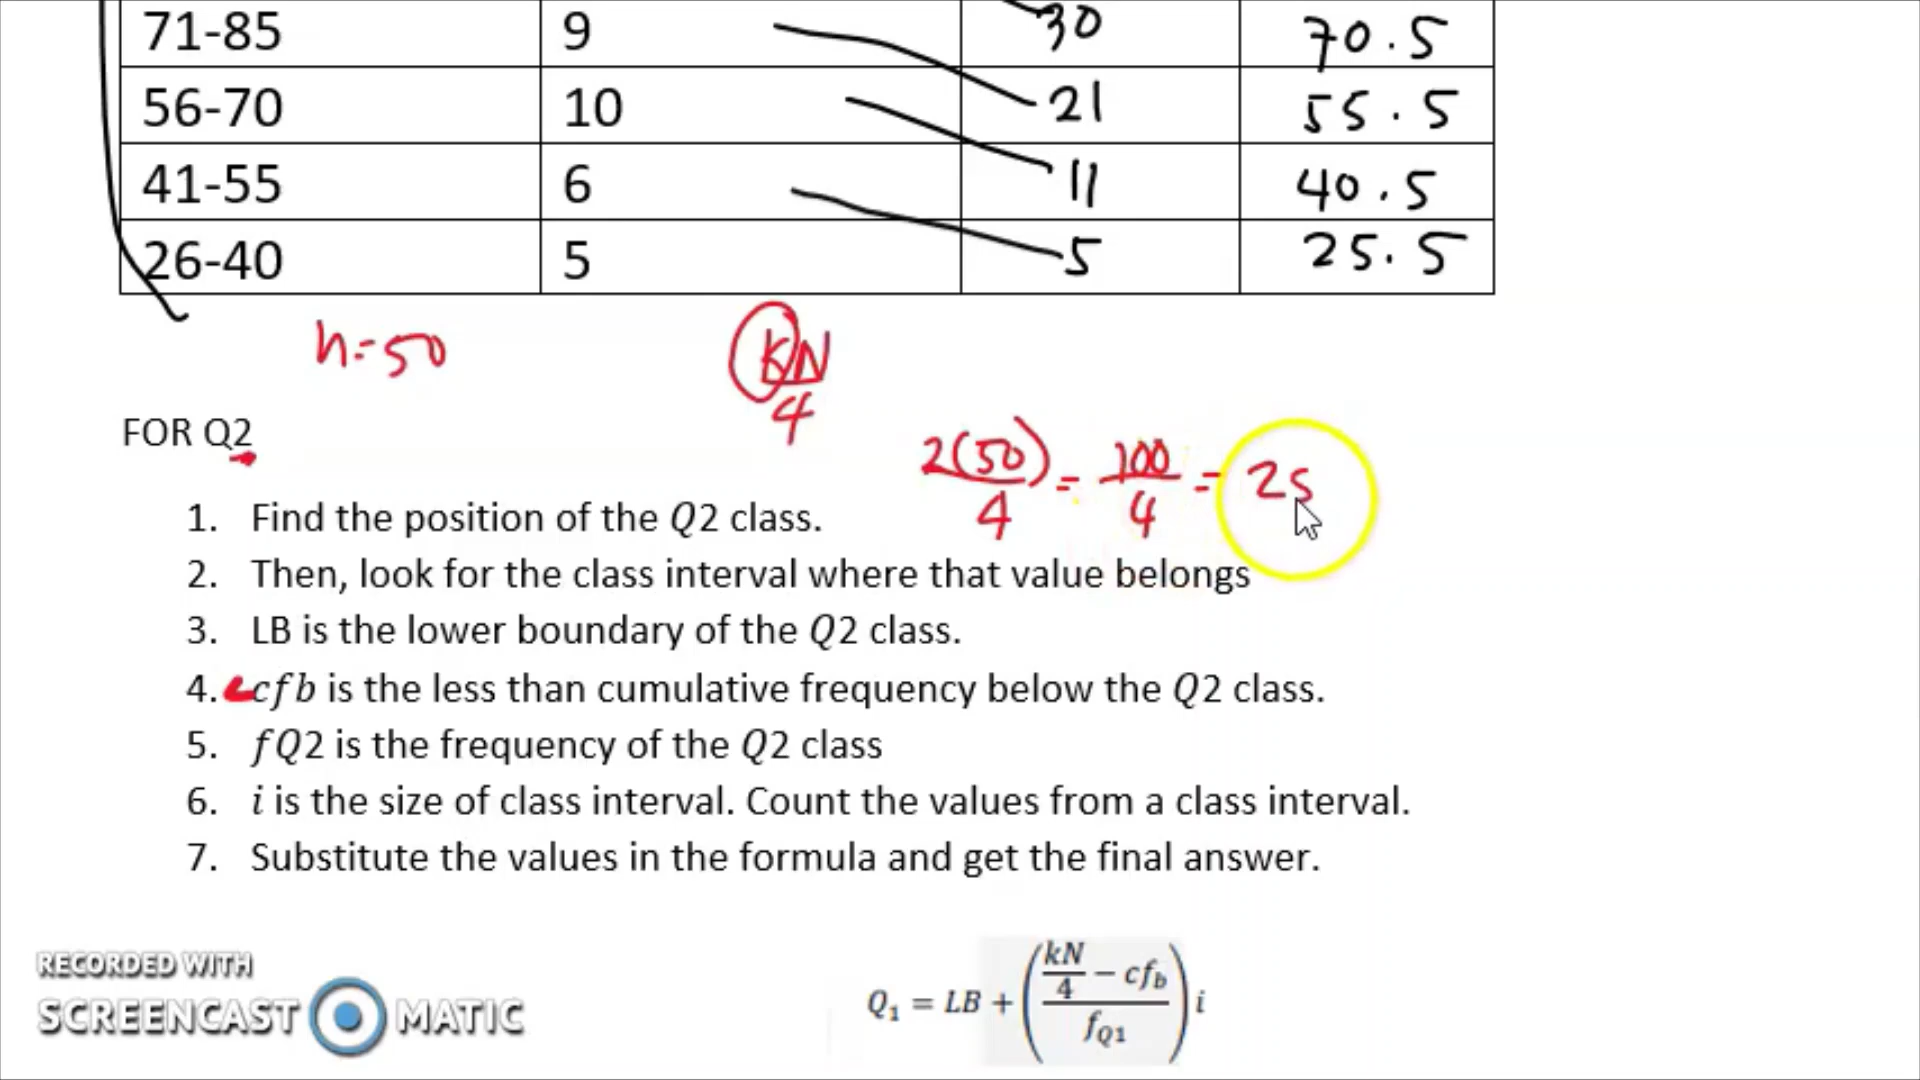 71-85 9 30 70.5
56-70 10 21 55.5
41-55 6 11 40.5
26-40 5 5 25.5
n=50
kN
4
FOR Q2
2(50)/4 = 100/4 = 25
1. Find the position of the Q2 class.
2. Then, look for the class interval where that value belongs
3. LB is the lower boundary of the Q2 class.
4. <cfb is the less than cumulative frequency below the Q2 class.
5. fQ2 is the frequency of the Q2 class
6. i is the size of class interval. Count the values from a class interval.
7. Substitute the values in the formula and get the final answer.
RECORDED WITH
SCREENCAST MATIC
Q₁ = LB + ((kN/4 − cf_b)/f_Q1) i